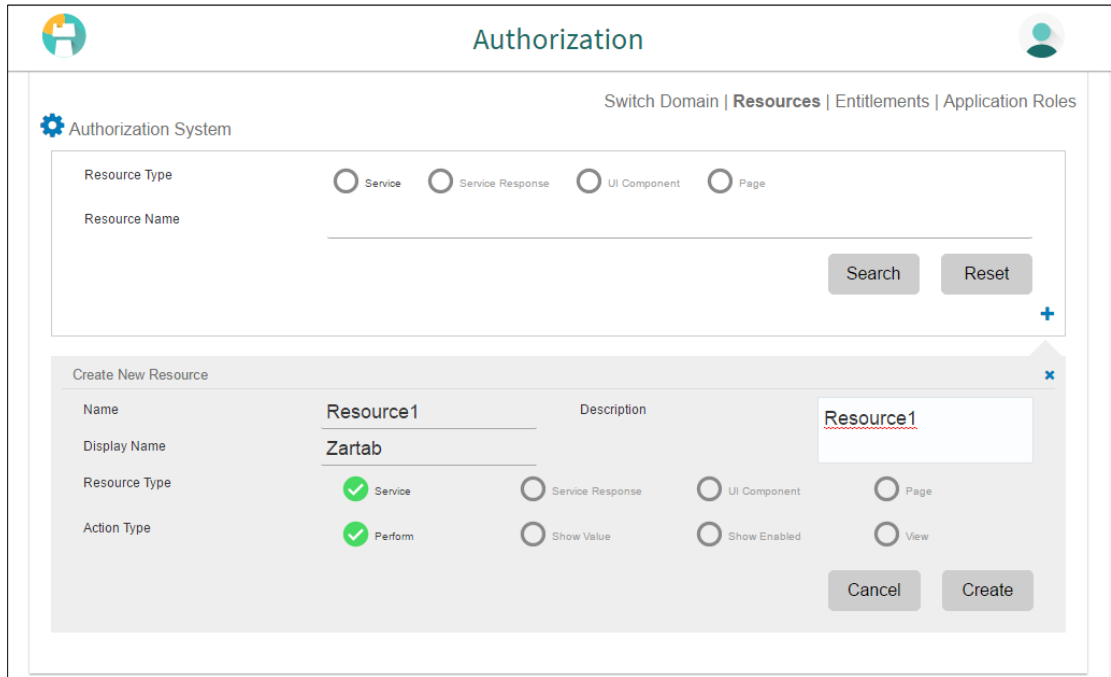 Authorization
Switch Domain | Resources | Entitlements | Application Roles
Authorization System
Resource Type Service Service Response UI Component Page
Resource Name
Search Reset
Create New Resource
Name Resource1 Description Resource1
Display Name Zartab
Resource Type Service Service Response UI Component Page
Action Type Perform Show Value Show Enabled View
Cancel Create